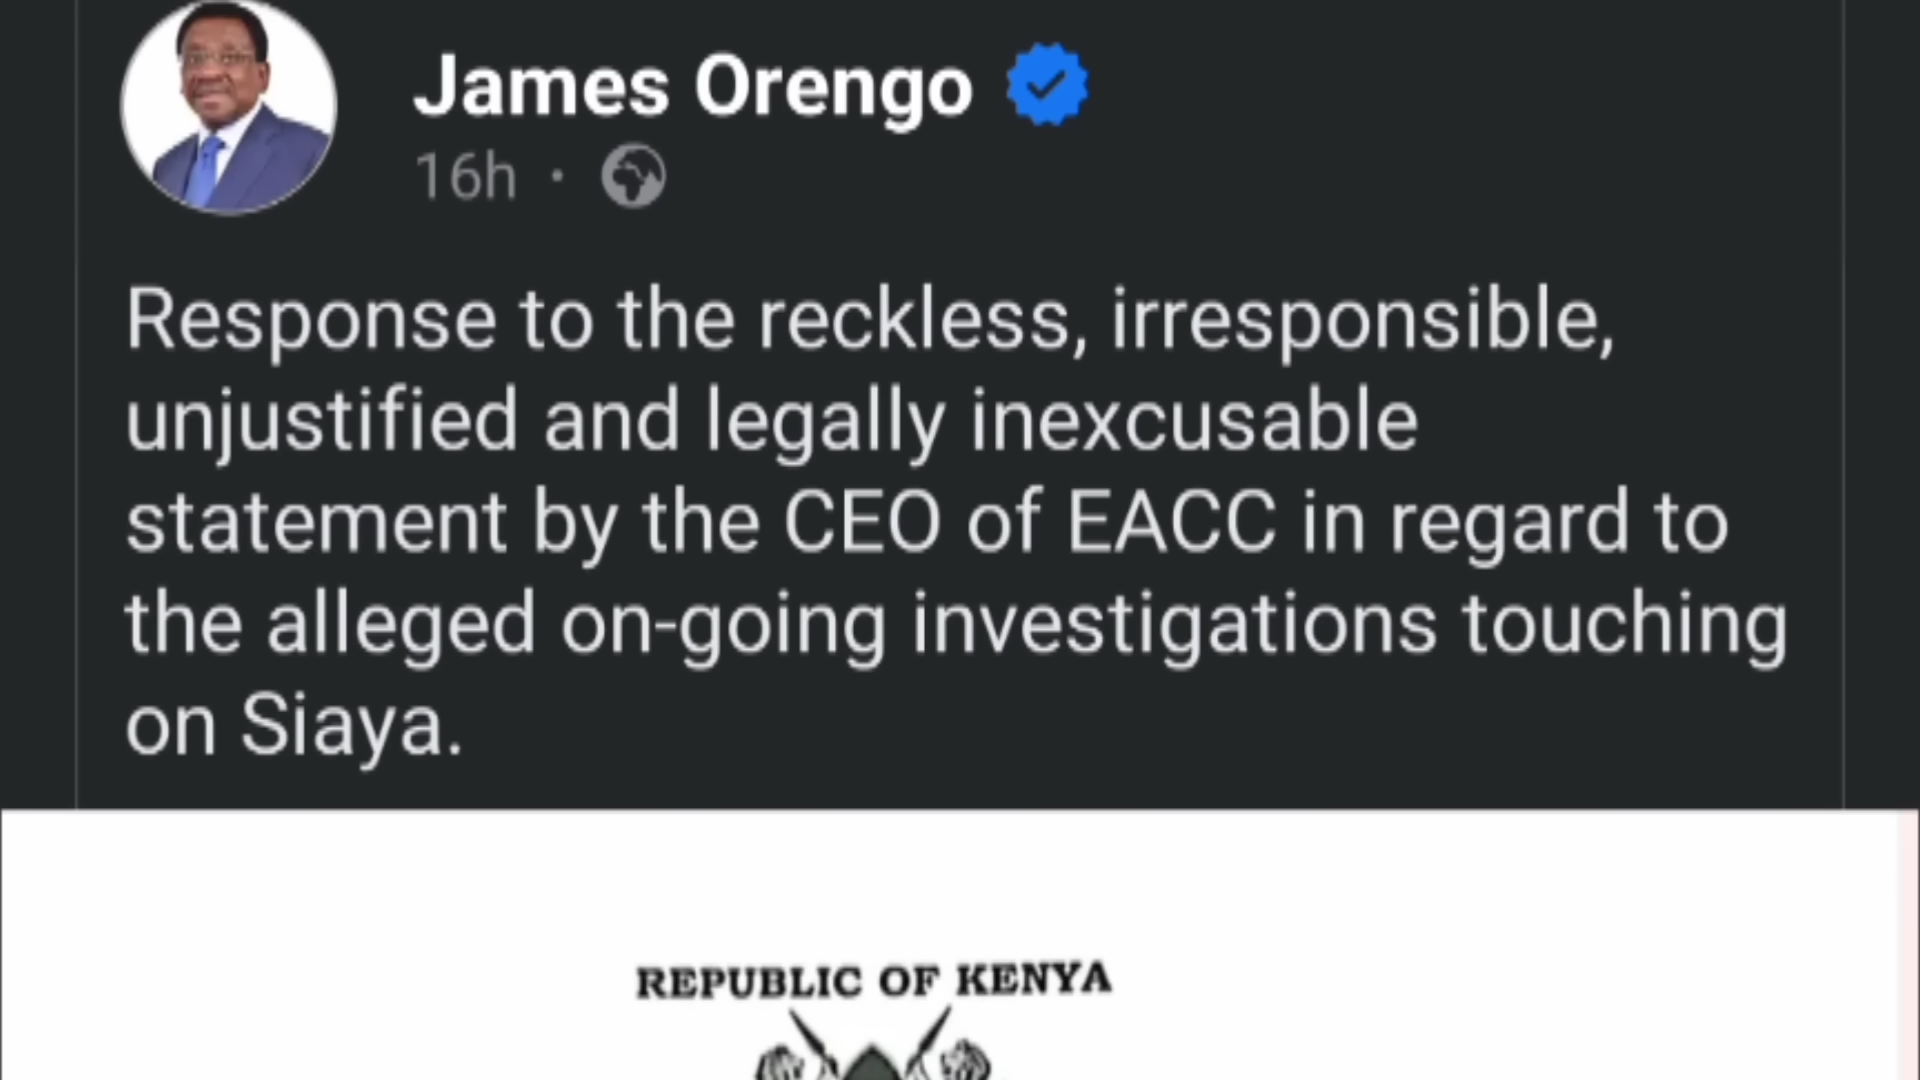 James Orengo
16h ·
Response to the reckless, irresponsible,
unjustified and legally inexcusable
statement by the CEO of EACC in regard to
the alleged on-going investigations touching
on Siaya.
REPUBLIC OF KENYA